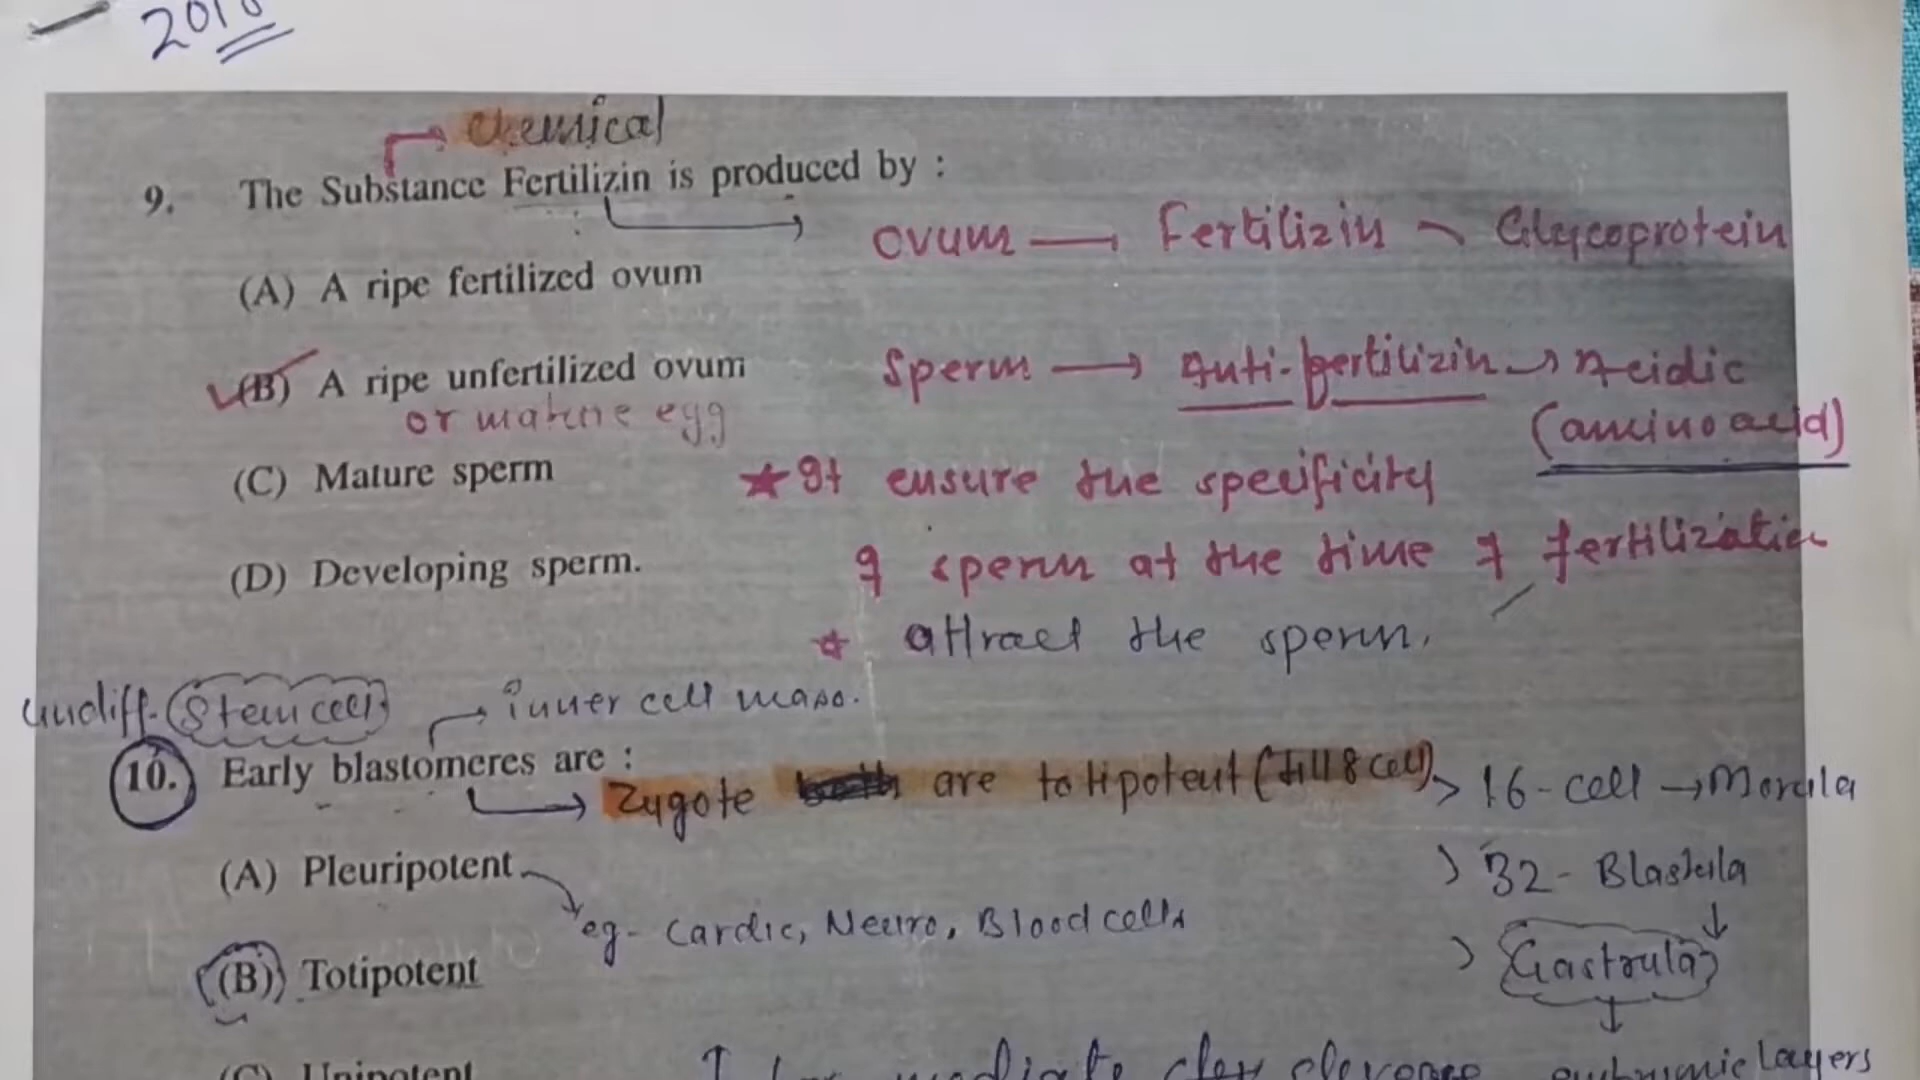 2018
Chemical
9. The Substance Fertilizin is produced by :
Ovum — Fertilizin Glycoprotein
(A) A ripe fertilized ovum
(B) A ripe unfertilized ovum
or mature egg
Sperm → Anti-fertilizin → Acidic
(amino acid)
(C) Mature sperm
It ensure the specificity
of sperm at the time of fertilization
(D) Developing sperm.
attract the sperm.
undiff. Stem cell
→ inner cell mass.
10. Early blastomeres are :
→ Zygote are totipotent (till 8 cell)
16-cell → Morula
(A) Pleuripotent
32- Blastula
eg- Cardic, Neuro, Blood cells
(B) Totipotent
Gastrula
(C) Unipotent
embryonic layers